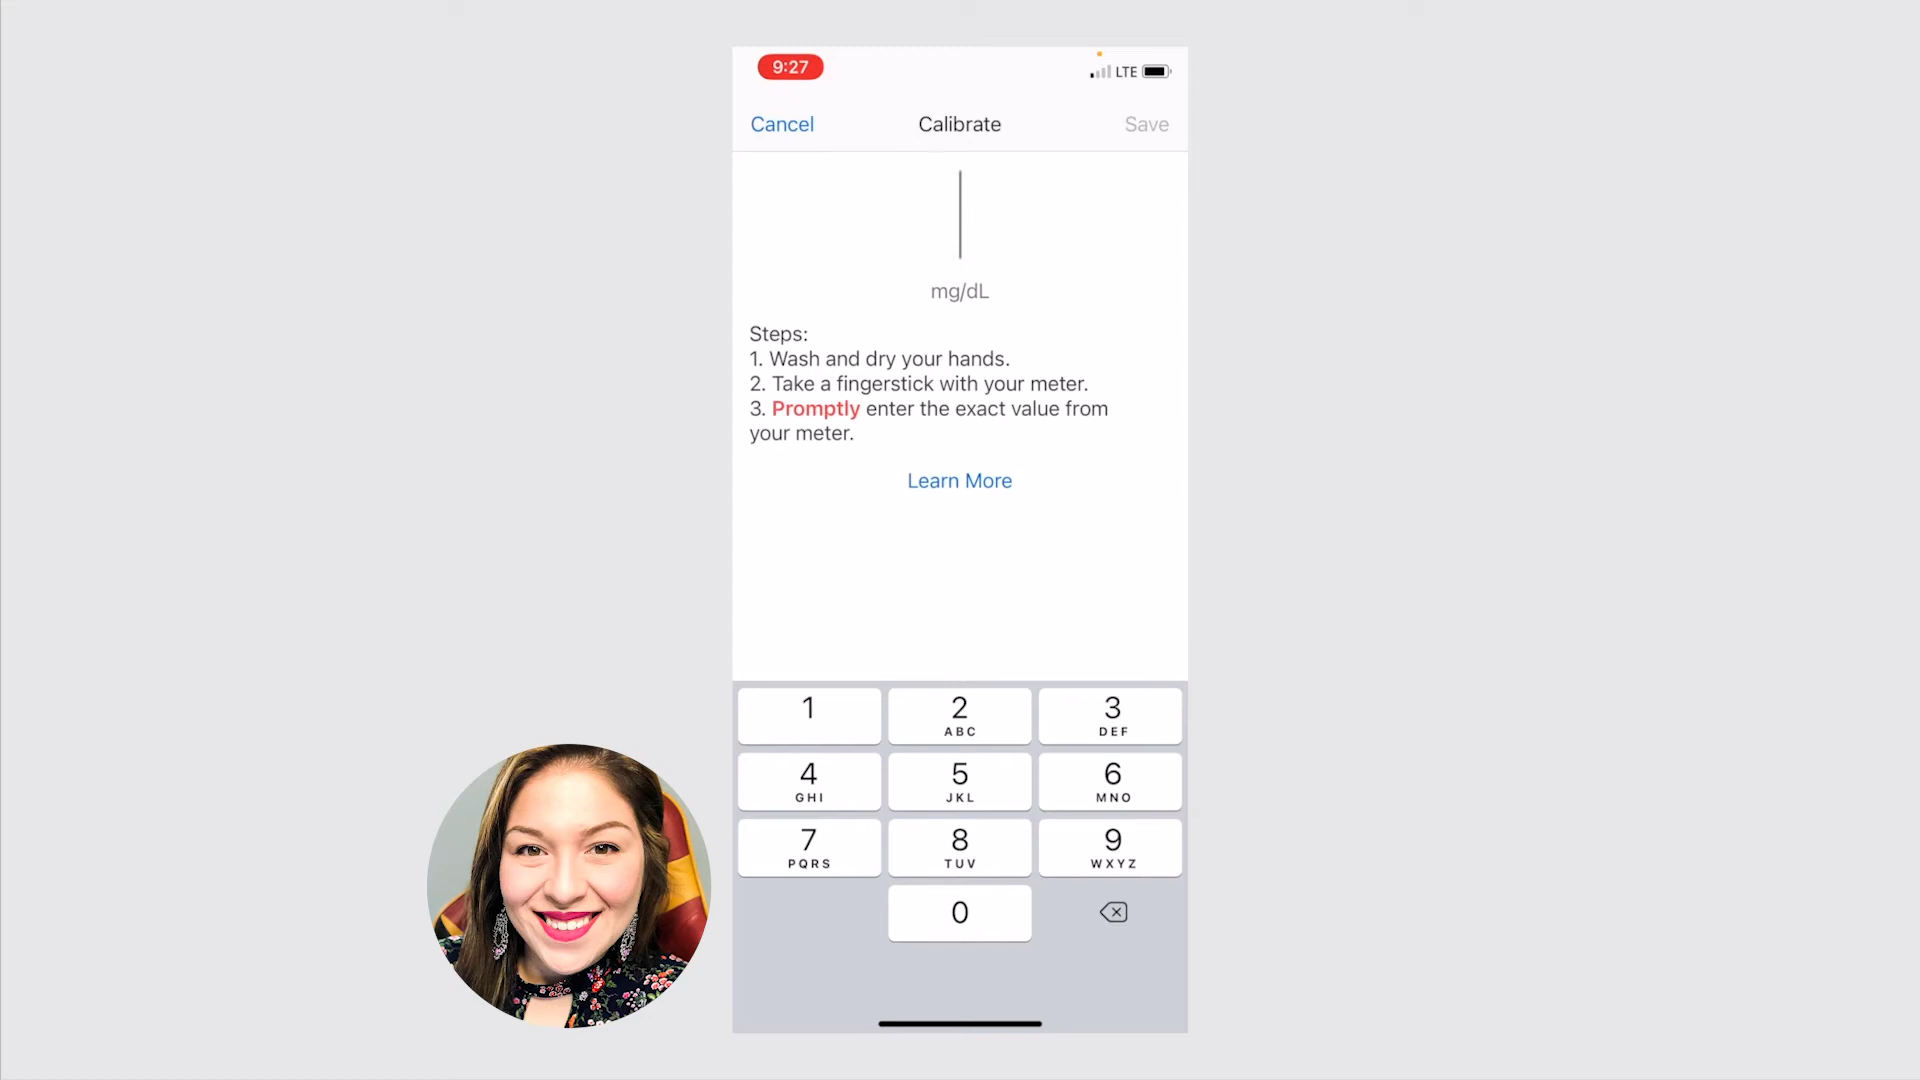 9:27
LTE
Cancel
Calibrate
Save
mg/dL
Steps:
1. Wash and dry your hands.
2. Take a fingerstick with your meter.
3. Promptly enter the exact value from
your meter.
Learn More
1
2
ABC
3
DEF
4
GHI
5
JKL
6
MNO
7
PQRS
8
TUV
9
WXYZ
0